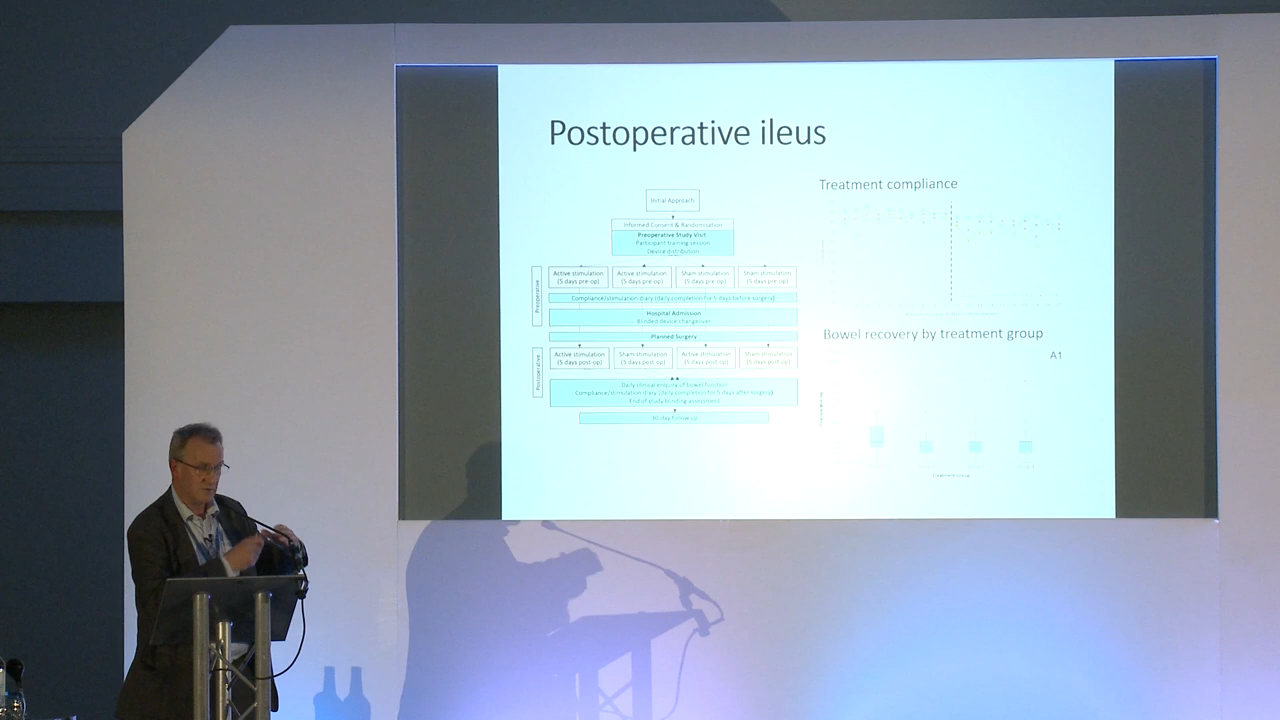 Postoperative ileus
Initial Approach
Informed Consent & Randomisation
Preoperative Study Visit
Participant training session
Device distribution
Preoperative
Active stimulation
(5 days pre-op)
Active stimulation
(5 days pre-op)
Sham stimulation
(5 days pre-op)
Sham stimulation
(5 days pre-op)
Compliance/stimulation diary (daily completion for 5 days before surgery)
Hospital Admission
Blinded device changeover
Planned Surgery
Postoperative
Active stimulation
(5 days post-op)
Sham stimulation
(5 days post-op)
Active stimulation
(5 days post-op)
Sham stimulation
(5 days post-op)
Daily clinical enquiry of bowel function
Compliance/stimulation diary (daily completion for 5 days after surgery)
End of study blinding assessment
30 day follow up
Treatment compliance
Bowel recovery by treatment group
A1
Treatment Group